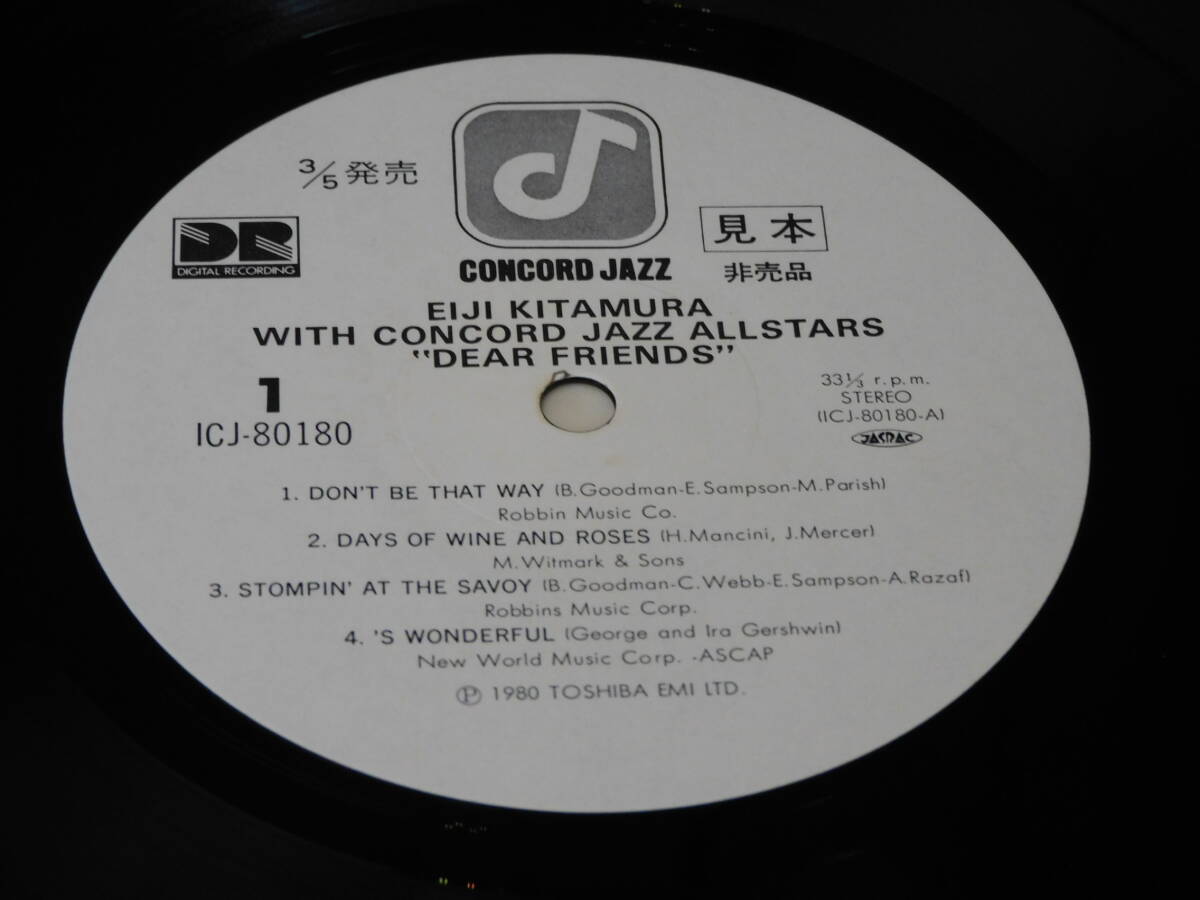 3/5発売
見本
非売品
DR
DIGITAL RECORDING
CONCORD JAZZ
EIJI KITAMURA
WITH CONCORD JAZZ ALLSTARS
"DEAR FRIENDS"
1
ICJ-80180
33⅓ r.p.m.
STEREO
(ICJ-80180-A)
JASRAC
1. DON'T BE THAT WAY (B.Goodman-E.Sampson-M.Parish)
Robbin Music Co.
2. DAYS OF WINE AND ROSES (H.Mancini, J.Mercer)
M.Witmark & Sons
3. STOMPIN' AT THE SAVOY (B.Goodman-C.Webb-E.Sampson-A.Razaf)
Robbins Music Corp.
4. 'S WONDERFUL (George and Ira Gershwin)
New World Music Corp. -ASCAP
Ⓟ 1980 TOSHIBA EMI LTD.